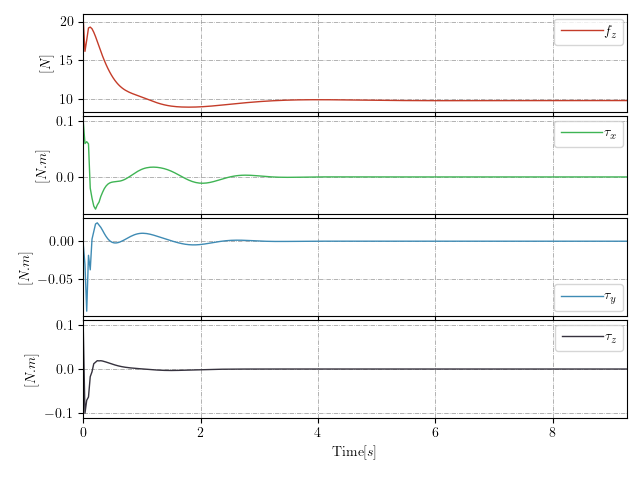 20
15
10
[N]
f_z
0.1
0.0
[N.m]
τ_x
0.00
−0.05
[N.m]
τ_y
0.1
0.0
−0.1
[N.m]
τ_z
0 2 4 6 8
Time[s]